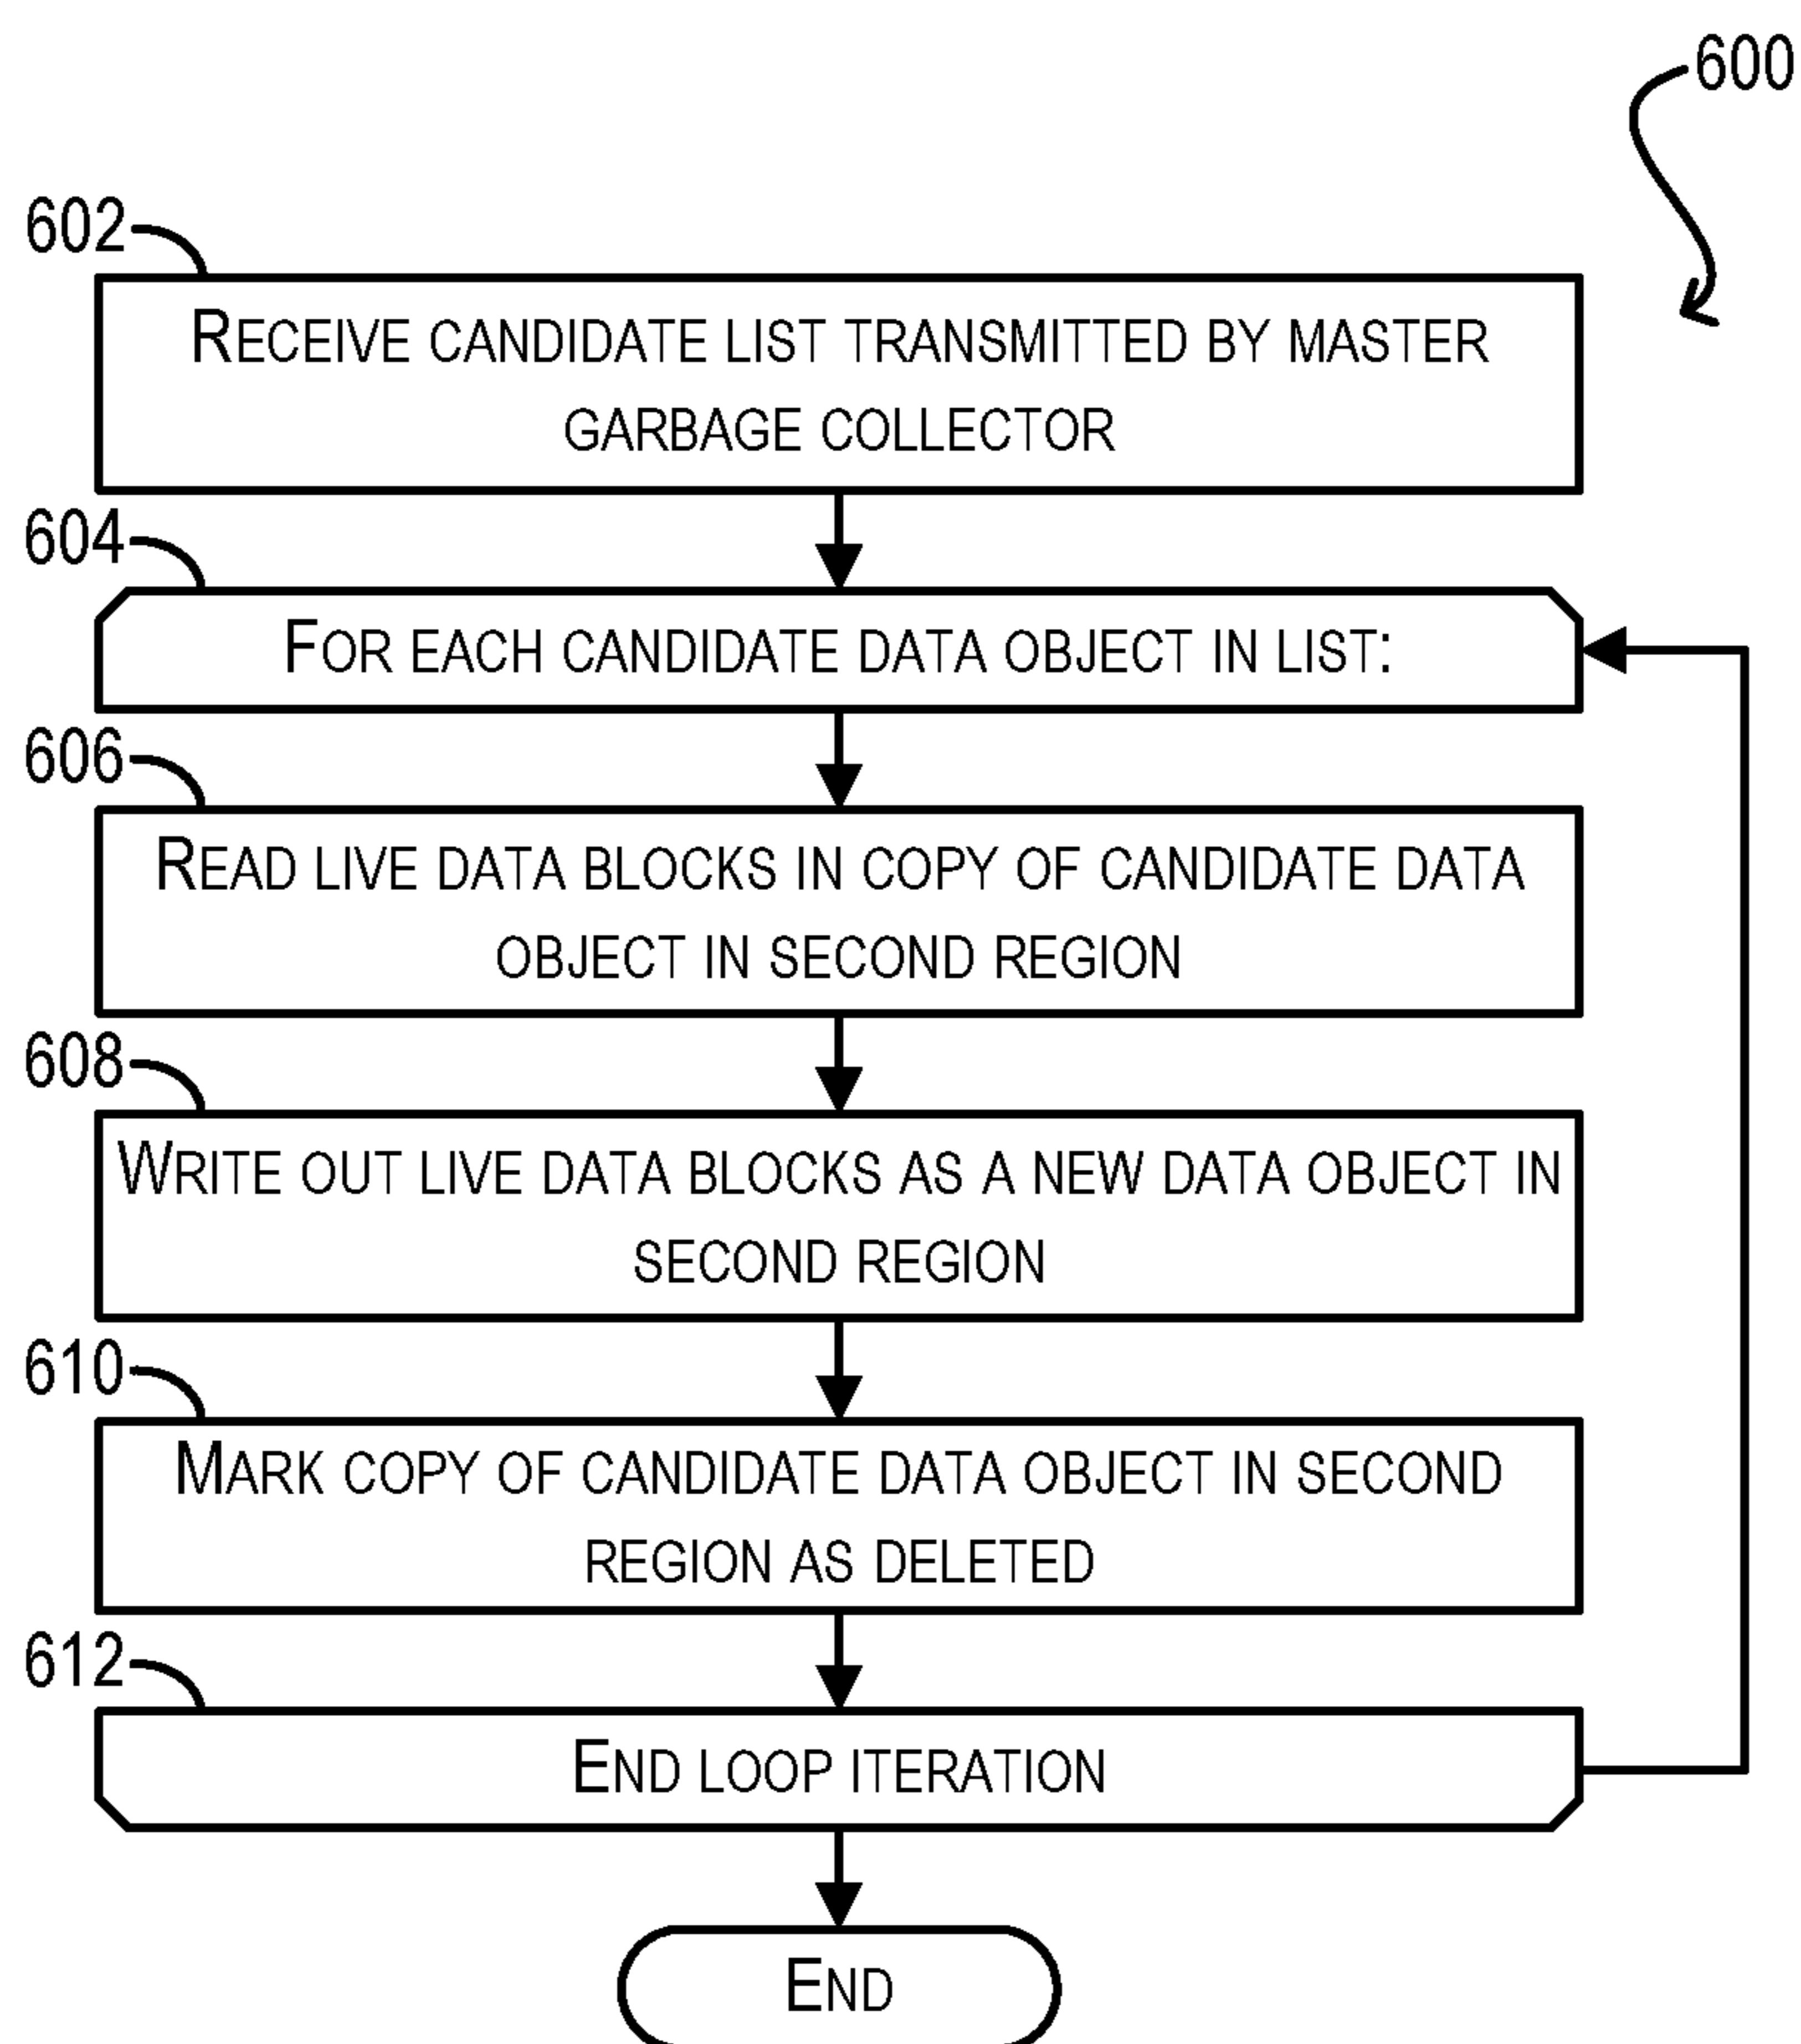 600
602
RECEIVE CANDIDATE LIST TRANSMITTED BY MASTER
GARBAGE COLLECTOR
604
FOR EACH CANDIDATE DATA OBJECT IN LIST:
606
READ LIVE DATA BLOCKS IN COPY OF CANDIDATE DATA
OBJECT IN SECOND REGION
608
WRITE OUT LIVE DATA BLOCKS AS A NEW DATA OBJECT IN
SECOND REGION
610
MARK COPY OF CANDIDATE DATA OBJECT IN SECOND
REGION AS DELETED
612
END LOOP ITERATION
END